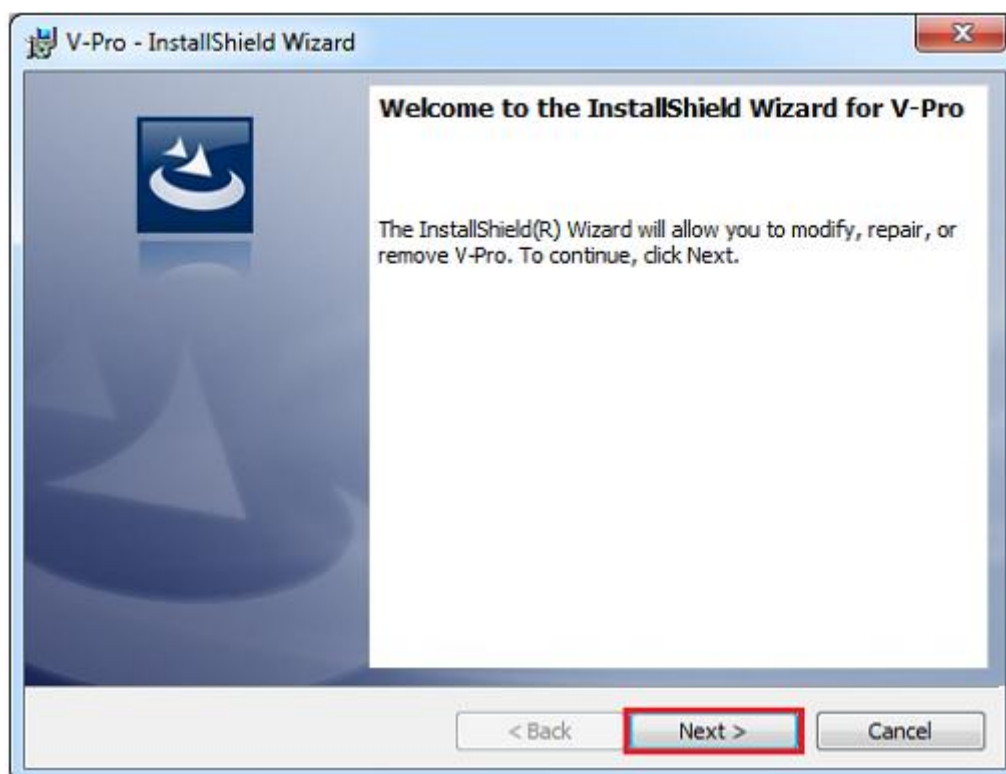 V-Pro - InstallShield Wizard
Welcome to the InstallShield Wizard for V-Pro
The InstallShield(R) Wizard will allow you to modify, repair, or
remove V-Pro. To continue, click Next.
< Back Next > Cancel